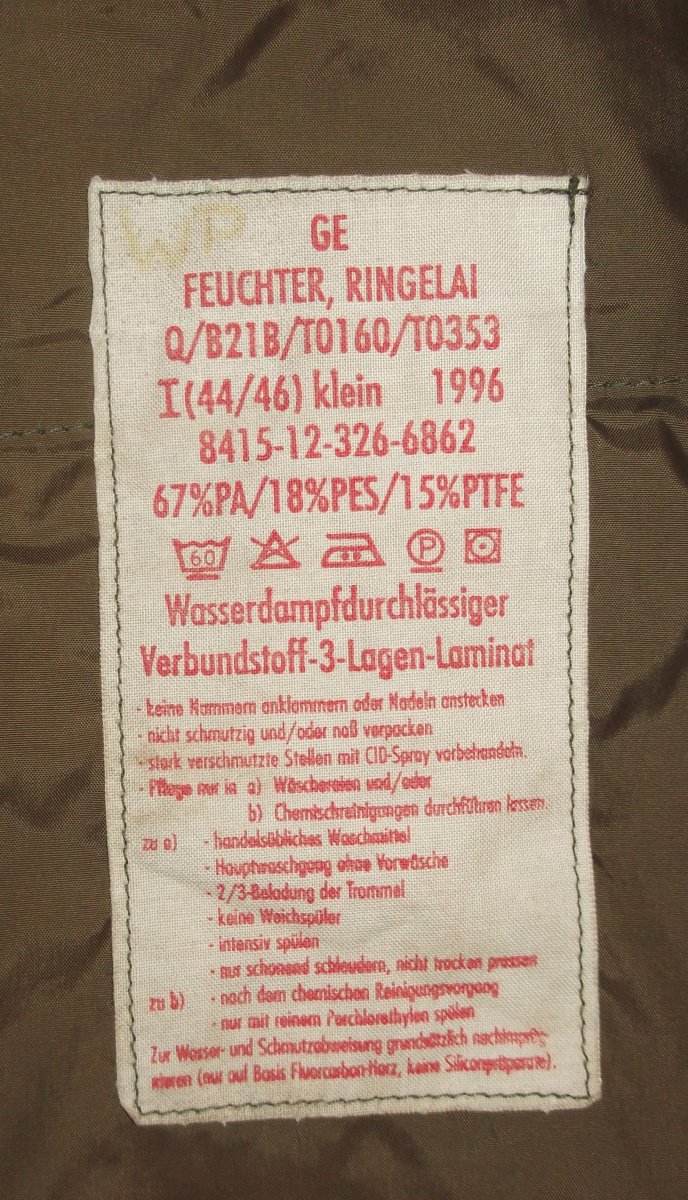 WP
GE
FEUCHTER, RINGELAI
Q/B21B/T0160/T0353
I(44/46) klein 1996
8415-12-326-6862
67%PA/18%PES/15%PTFE
60 P
Wasserdampfdurchlässiger
Verbundstoff-3-Lagen-Laminat
- keine Nummern anklammern oder Nadeln anstecken
- nicht schmutzig und/oder naß verpacken
- stark verschmutzte Stellen mit CID-Spray vorbehandeln.
- Pflege nur in a) Wäschereien und/oder
b) Chemischreinigungen durchführen lassen.
zu a) - handelsübliches Waschmittel
- Hauptwaschgang ohne Vorwäsche
- 2/3-Beladung der Trommel
- keine Weichspüler
- intensiv spülen
- nur schonend schleudern, nicht trocken pressen
zu b) - nach dem chemischen Reinigungsvorgang
- nur mit reinem Perchlorethylen spülen
Zur Wasser- und Schmutzabweisung grundsätzlich nachimpräg-
nieren (nur auf Basis Fluorcarbon-Harz, keine Siliconpräparate).